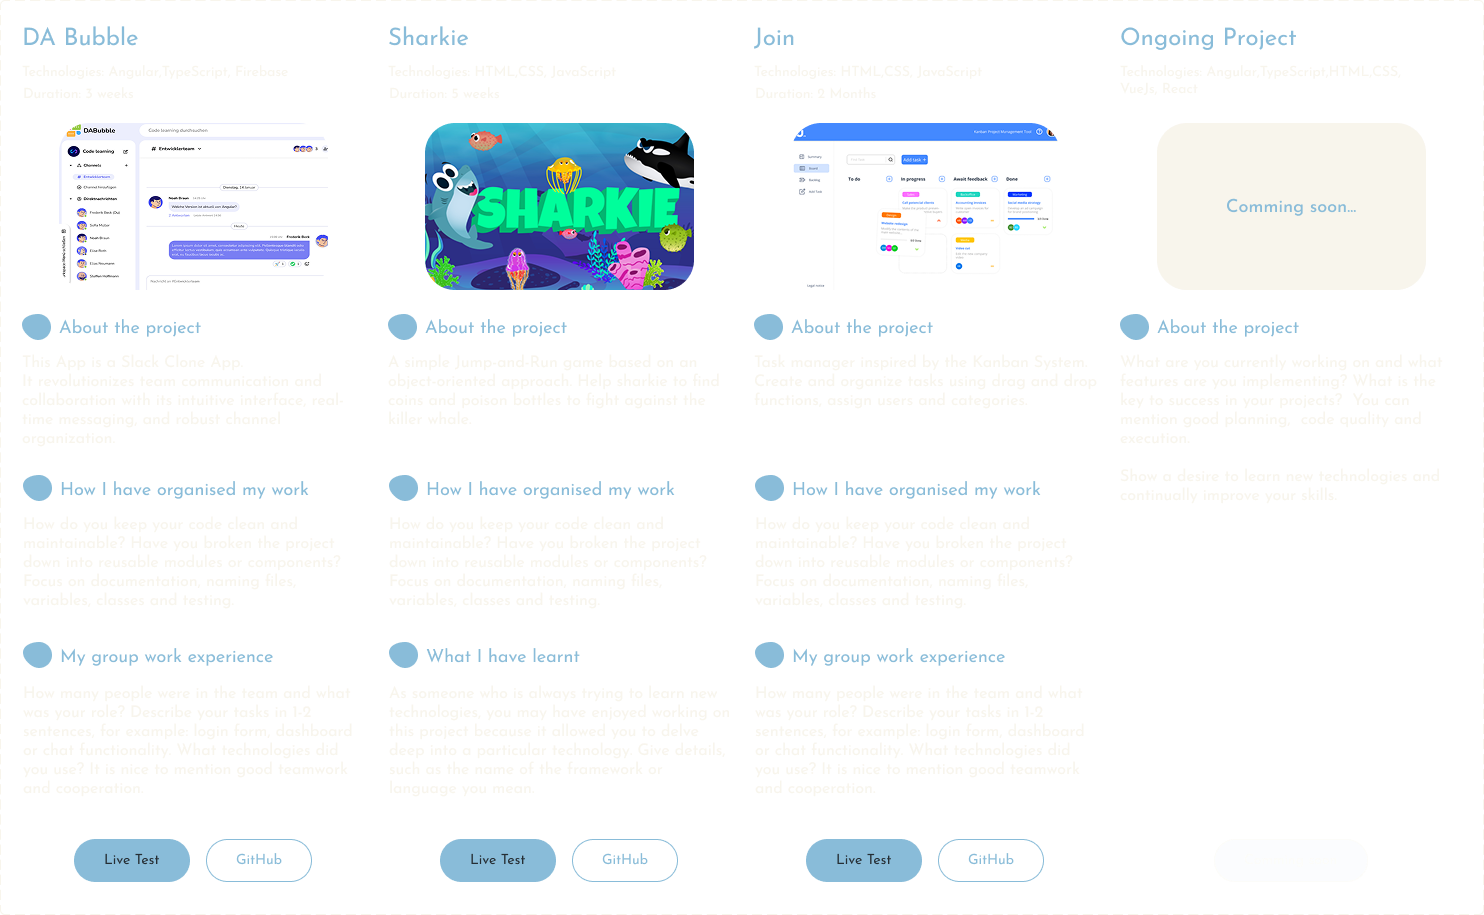 DA Bubble
Technologies: Angular,TypeScript, Firebase
Duration: 3 weeks
DABubble
Code learning durchsuchen
Code learning
Channels
Entwicklerteam
Channel hinzufügen
Direktnachrichten
Frederik Beck (Du)
Sofia Müller
Noah Braun
Elise Roth
Elias Neumann
Steffen Hoffmann
Entwicklerteam
Dienstag, 14 Januar
Noah Braun
Welche Version ist aktuell von Angular?
Heute
Frederik Beck
About the project
This App is a Slack Clone App.
It revolutionizes team communication and
collaboration with its intuitive interface, real-
time messaging, and robust channel
organization.
How I have organised my work
How do you keep your code clean and
maintainable? Have you broken the project
down into reusable modules or components?
Focus on documentation, naming files,
variables, classes and testing.
My group work experience
How many people were in the team and what
was your role? Describe your tasks in 1-2
sentences, for example: login form, dashboard
or chat functionality. What technologies did
you use? It is nice to mention good teamwork
and cooperation.
Live Test
GitHub
Sharkie
Technologies: HTML,CSS, JavaScript
Duration: 5 weeks
SHARKIE
About the project
A simple Jump-and-Run game based on an
object-oriented approach. Help sharkie to find
coins and poison bottles to fight against the
killer whale.
How I have organised my work
How do you keep your code clean and
maintainable? Have you broken the project
down into reusable modules or components?
Focus on documentation, naming files,
variables, classes and testing.
What I have learnt
As someone who is always trying to learn new
technologies, you may have enjoyed working on
this project because it allowed you to delve
deep into a particular technology. Give details,
such as the name of the framework or
language you mean.
Live Test
GitHub
Join
Technologies: HTML,CSS, JavaScript
Duration: 2 Months
Kanban Project Management Tool
Summary
Board
Add Task
Add task +
To do
In progress
Await feedback
Done
Call potential clients
Accounting invoices
Social media strategy
Website redesign
Video cut
Legal notice
About the project
Task manager inspired by the Kanban System.
Create and organize tasks using drag and drop
functions, assign users and categories.
How I have organised my work
How do you keep your code clean and
maintainable? Have you broken the project
down into reusable modules or components?
Focus on documentation, naming files,
variables, classes and testing.
My group work experience
How many people were in the team and what
was your role? Describe your tasks in 1-2
sentences, for example: login form, dashboard
or chat functionality. What technologies did
you use? It is nice to mention good teamwork
and cooperation.
Live Test
GitHub
Ongoing Project
Technologies: Angular,TypeScript,HTML,CSS,
VueJs, React
Comming soon...
About the project
What are you currently working on and what
features are you implementing? What is the
key to success in your projects? You can
mention good planning, code quality and
execution.
Show a desire to learn new technologies and
continually improve your skills.